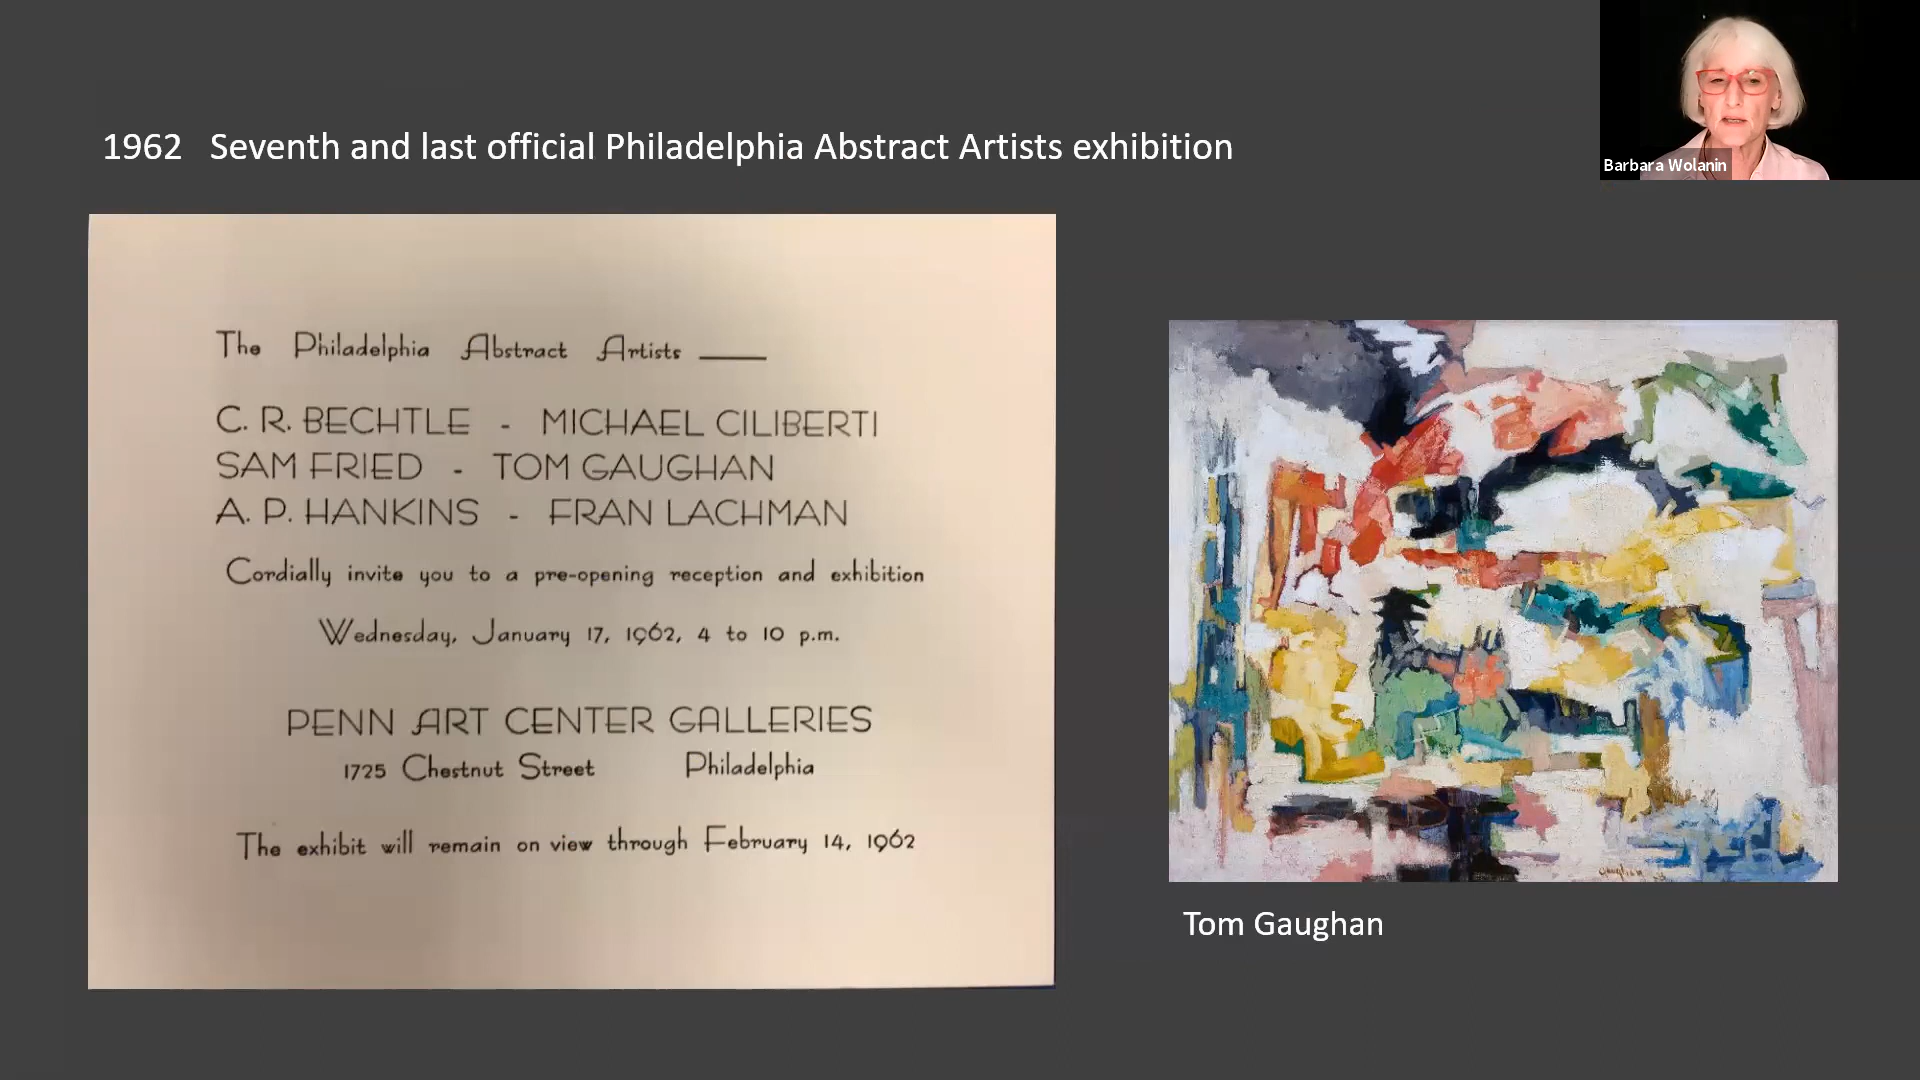 1962 Seventh and last official Philadelphia Abstract Artists exhibition
Barbara Wolanin
The Philadelphia Abstract Artists
C. R. BECHTLE - MICHAEL CILIBERTI
SAM FRIED - TOM GAUGHAN
A. P. HANKINS - FRAN LACHMAN
Cordially invite you to a pre-opening reception and exhibition
Wednesday, January 17, 1962, 4 to 10 p.m.
PENN ART CENTER GALLERIES
1725 Chestnut Street Philadelphia
The exhibit will remain on view through February 14, 1962
Gaughan
Tom Gaughan